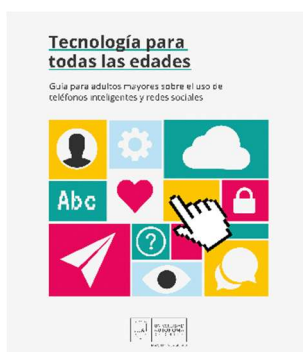 Tecnología para
todas las edades
Guía para adultos mayores sobre el uso de
teléfonos inteligentes y redes sociales
Abc
?